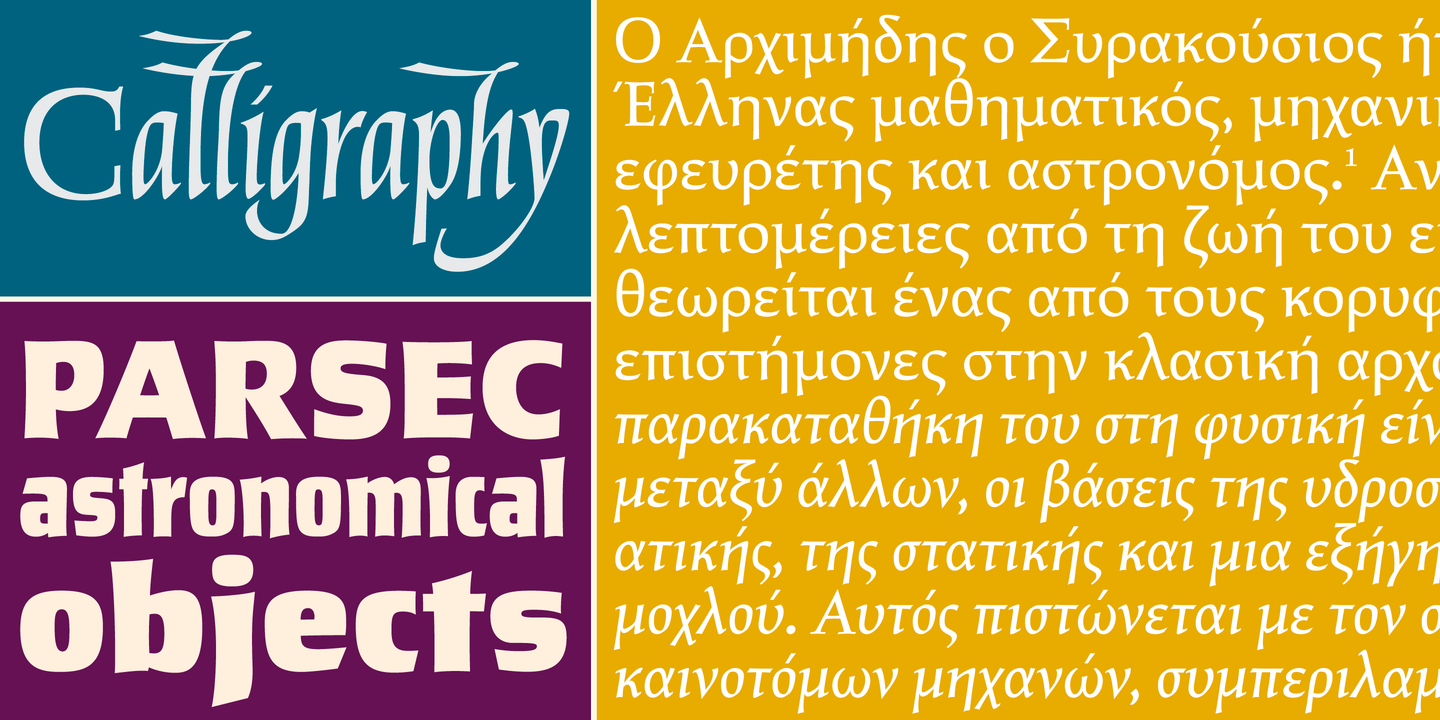 Calligraphy
PARSEC
astronomical
objects
Ο Αρχιμήδης ο Συρακούσιος ή
Έλληνας μαθηματικός, μηχανι
εφευρέτης και αστρονόμος.¹ Αν
λεπτομέρειες από τη ζωή του ε
θεωρείται ένας από τους κορυφ
επιστήμονες στην κλασική αρχ
παρακαταθήκη του στη φυσική είν
μεταξύ άλλων, οι βάσεις της υδροσ
ατικής, της στατικής και μια εξήγη
μοχλού. Αυτός πιστώνεται με τον σ
καινοτόμων μηχανών, συμπεριλαμ